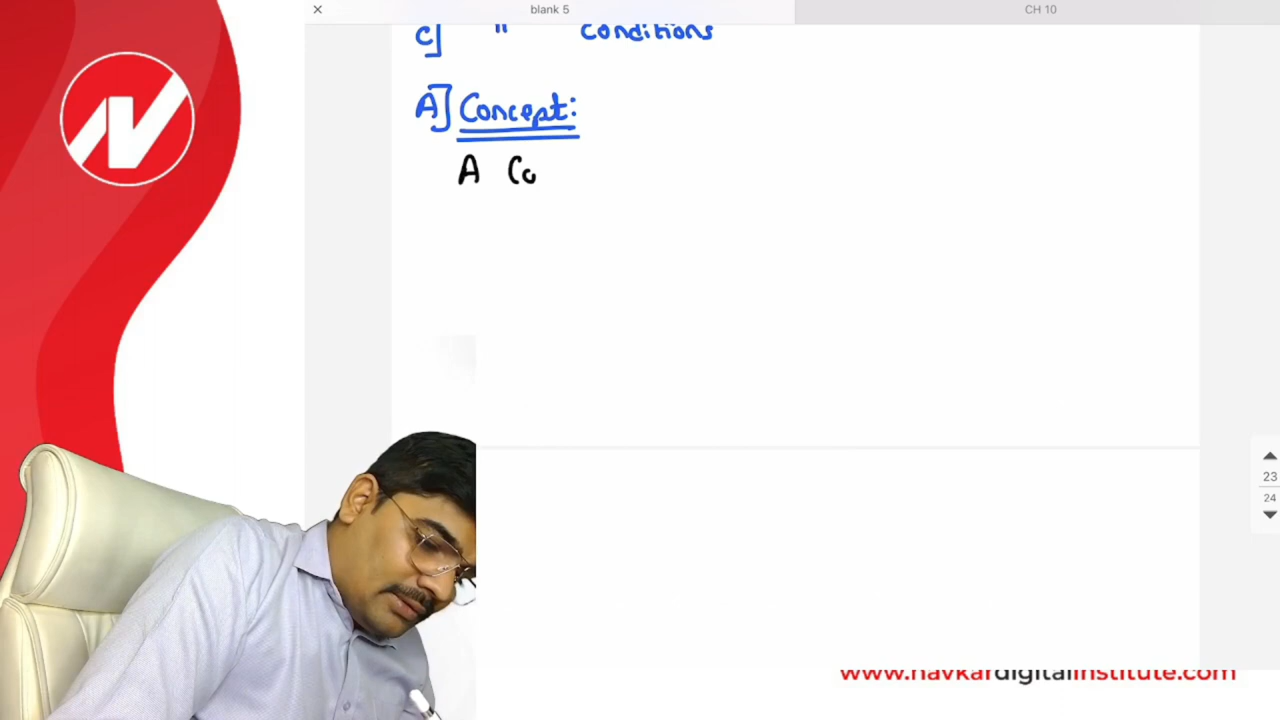 blank 5
CH 10
C] " Conditions
A] Concept:
A Co
23
24
www.navkardigitalinstitute.com